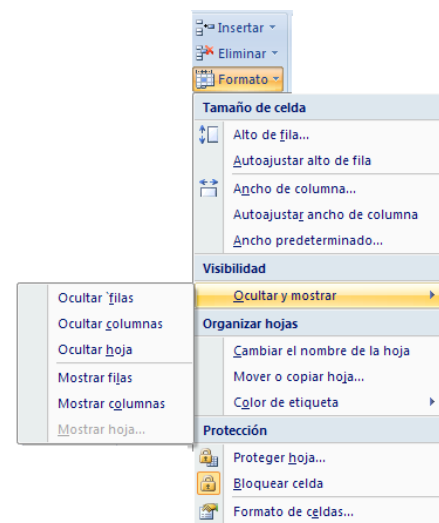 Insertar
Eliminar
Formato
Tamaño de celda
Alto de fila...
Autoajustar alto de fila
Ancho de columna...
Autoajustar ancho de columna
Ancho predeterminado...
Visibilidad
Ocultar y mostrar
Ocultar `filas
Ocultar columnas
Ocultar hoja
Mostrar filas
Mostrar columnas
Mostrar hoja...
Organizar hojas
Cambiar el nombre de la hoja
Mover o copiar hoja...
Color de etiqueta
Protección
Proteger hoja...
Bloquear celda
Formato de celdas...